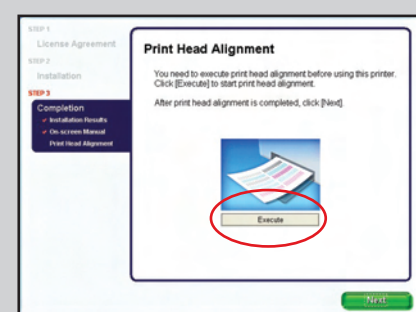 STEP 1
License Agreement
STEP 2
Installation
STEP 3
Completion
Installation Results
On-screen Manual
Print Head Alignment
Print Head Alignment
You need to execute print head alignment before using this printer.
Click [Execute] to start print head alignment.
After print head alignment is completed, click [Next].
Execute
Next